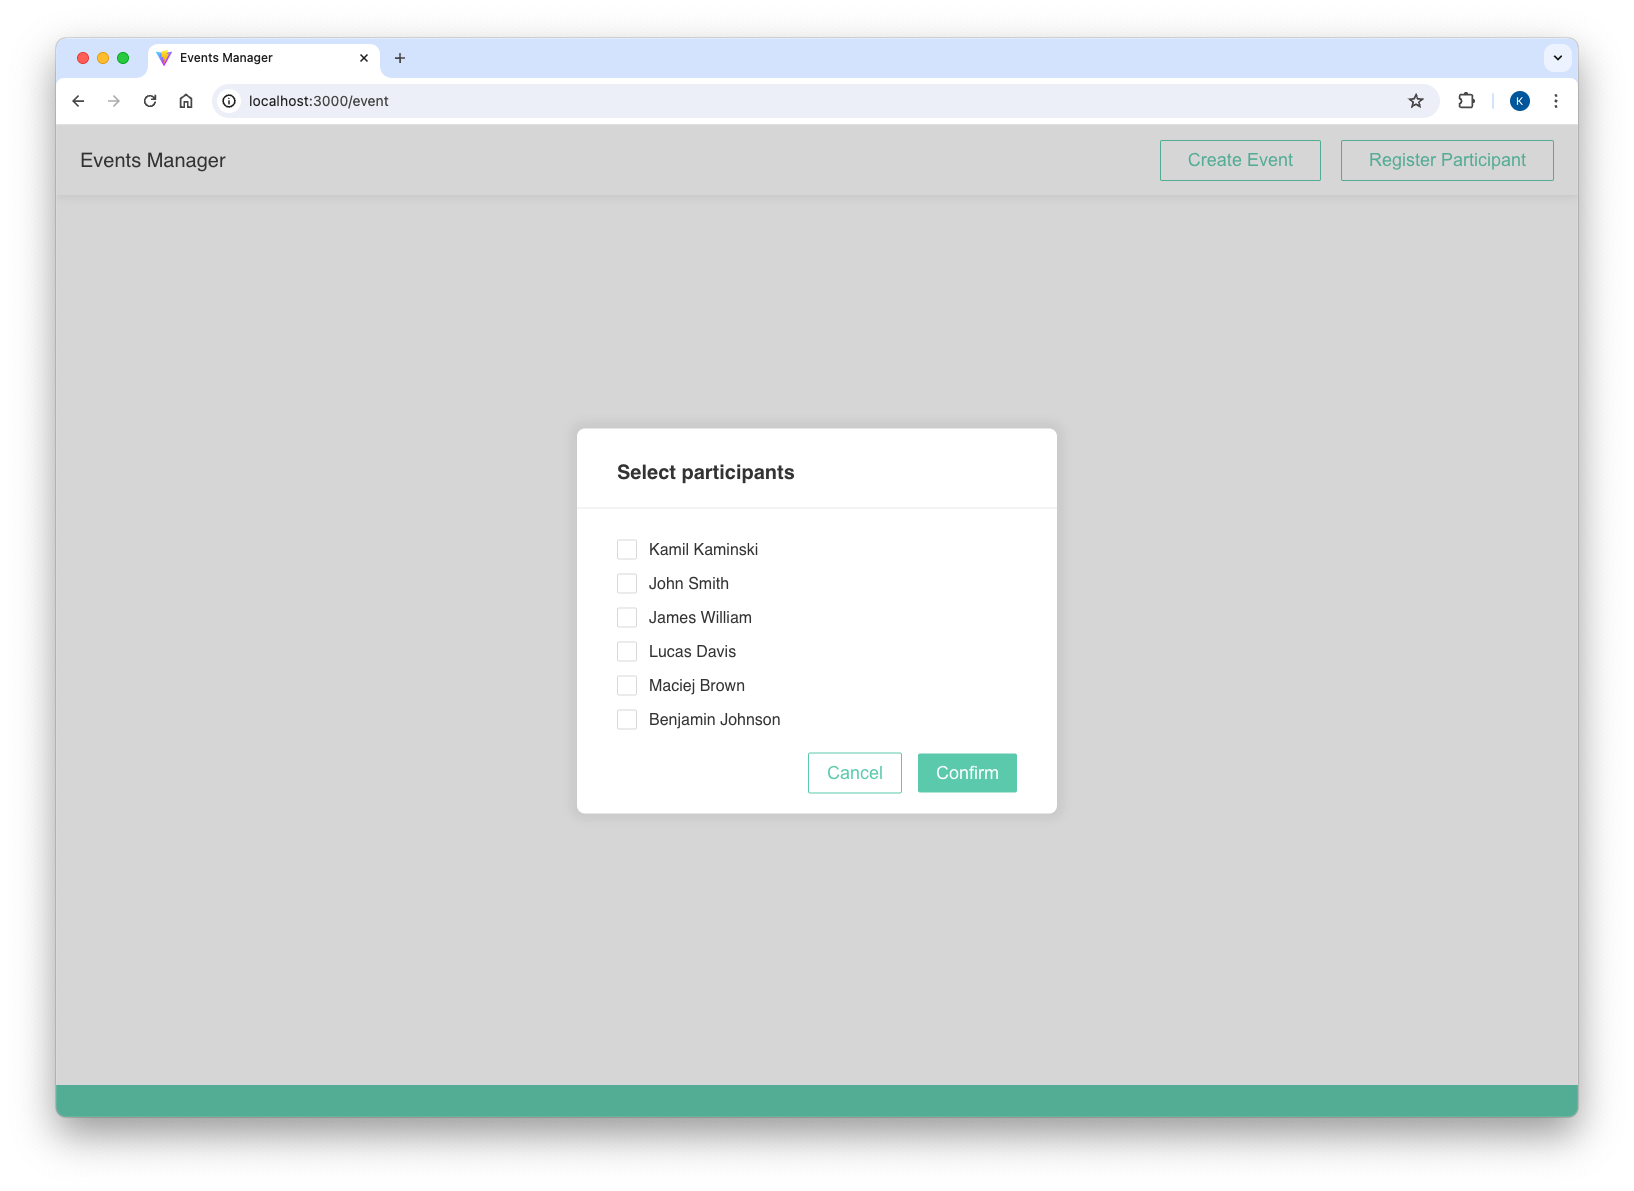 Events Manager
localhost:3000/event
K
Events Manager
Create Event
Register Participant
Select participants
Kamil Kaminski
John Smith
James William
Lucas Davis
Maciej Brown
Benjamin Johnson
Cancel
Confirm